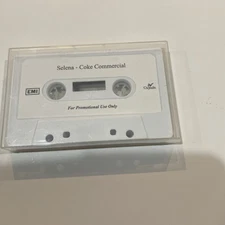 Selena - Coke Commercial
EMI
For Promotional Use Only